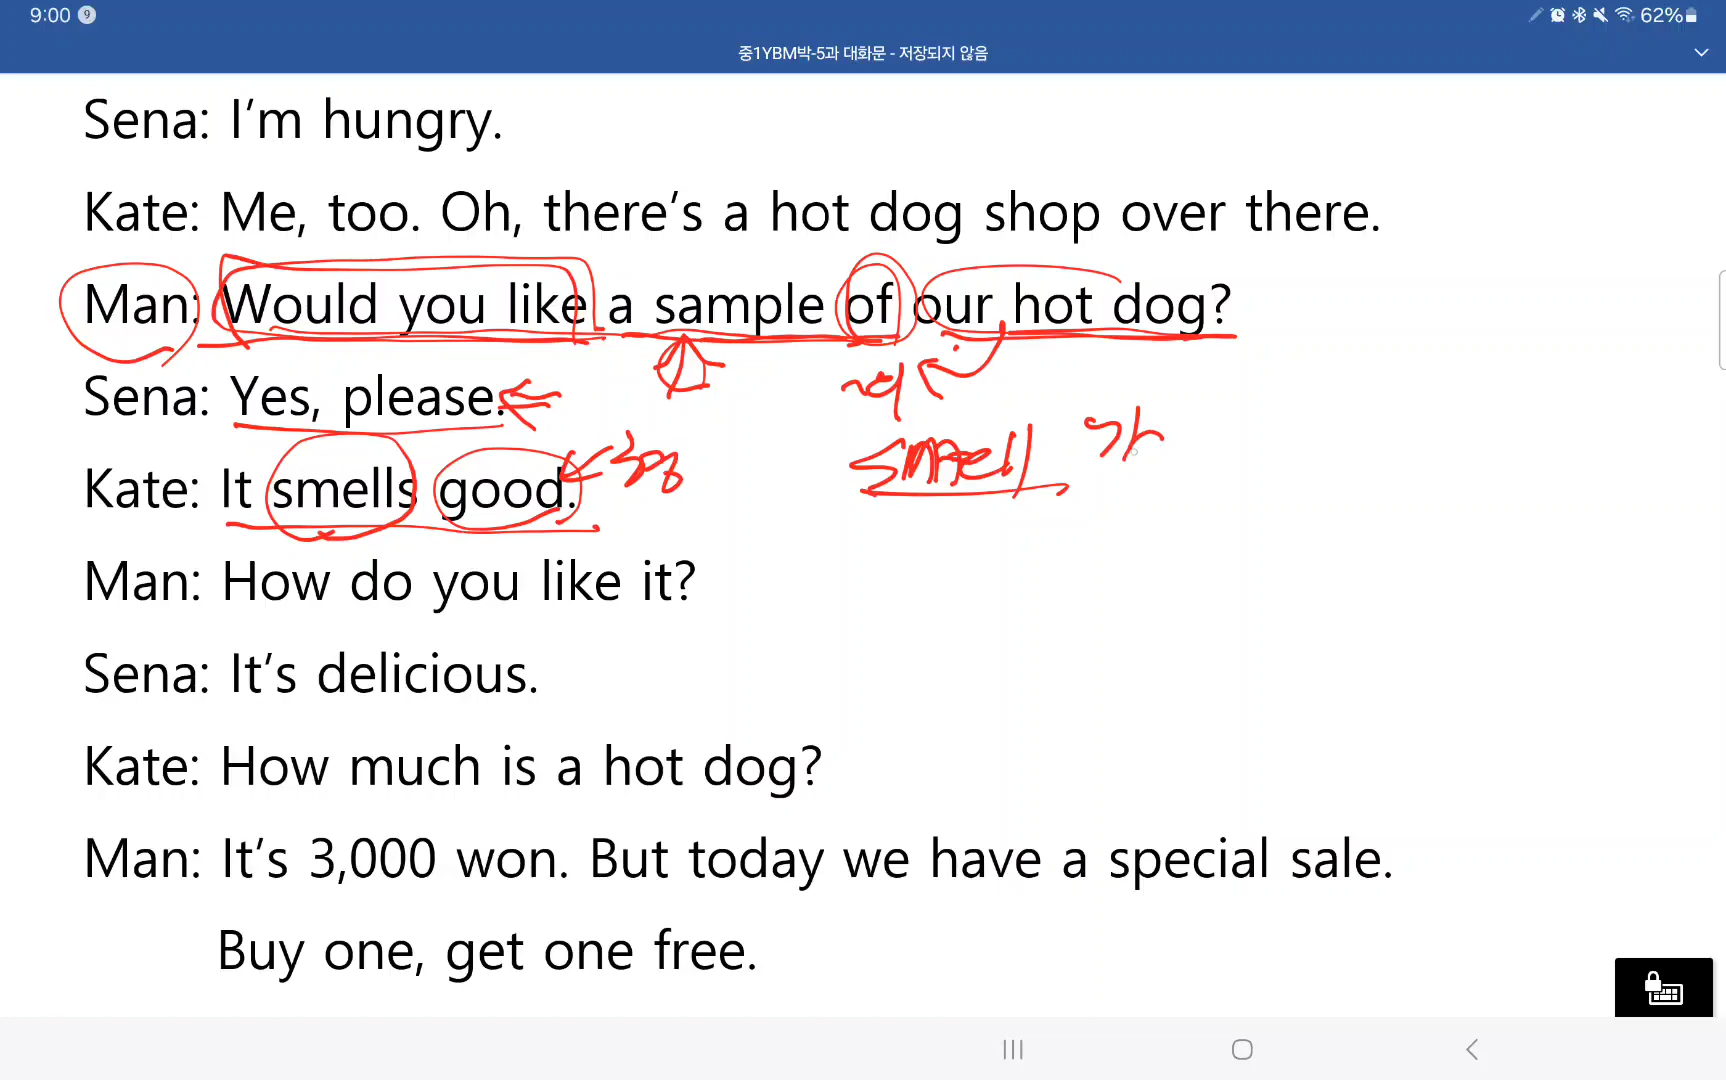 9:00 9 62%
중1YBM박-5과 대화문 - 저장되지 않음
Sena: I’m hungry.
Kate: Me, too. Oh, there’s a hot dog shop over there.
Man: Would you like a sample of our hot dog?
Sena: Yes, please.
smell
Kate: It smells good.
Man: How do you like it?
Sena: It’s delicious.
Kate: How much is a hot dog?
Man: It’s 3,000 won. But today we have a special sale.
Buy one, get one free.